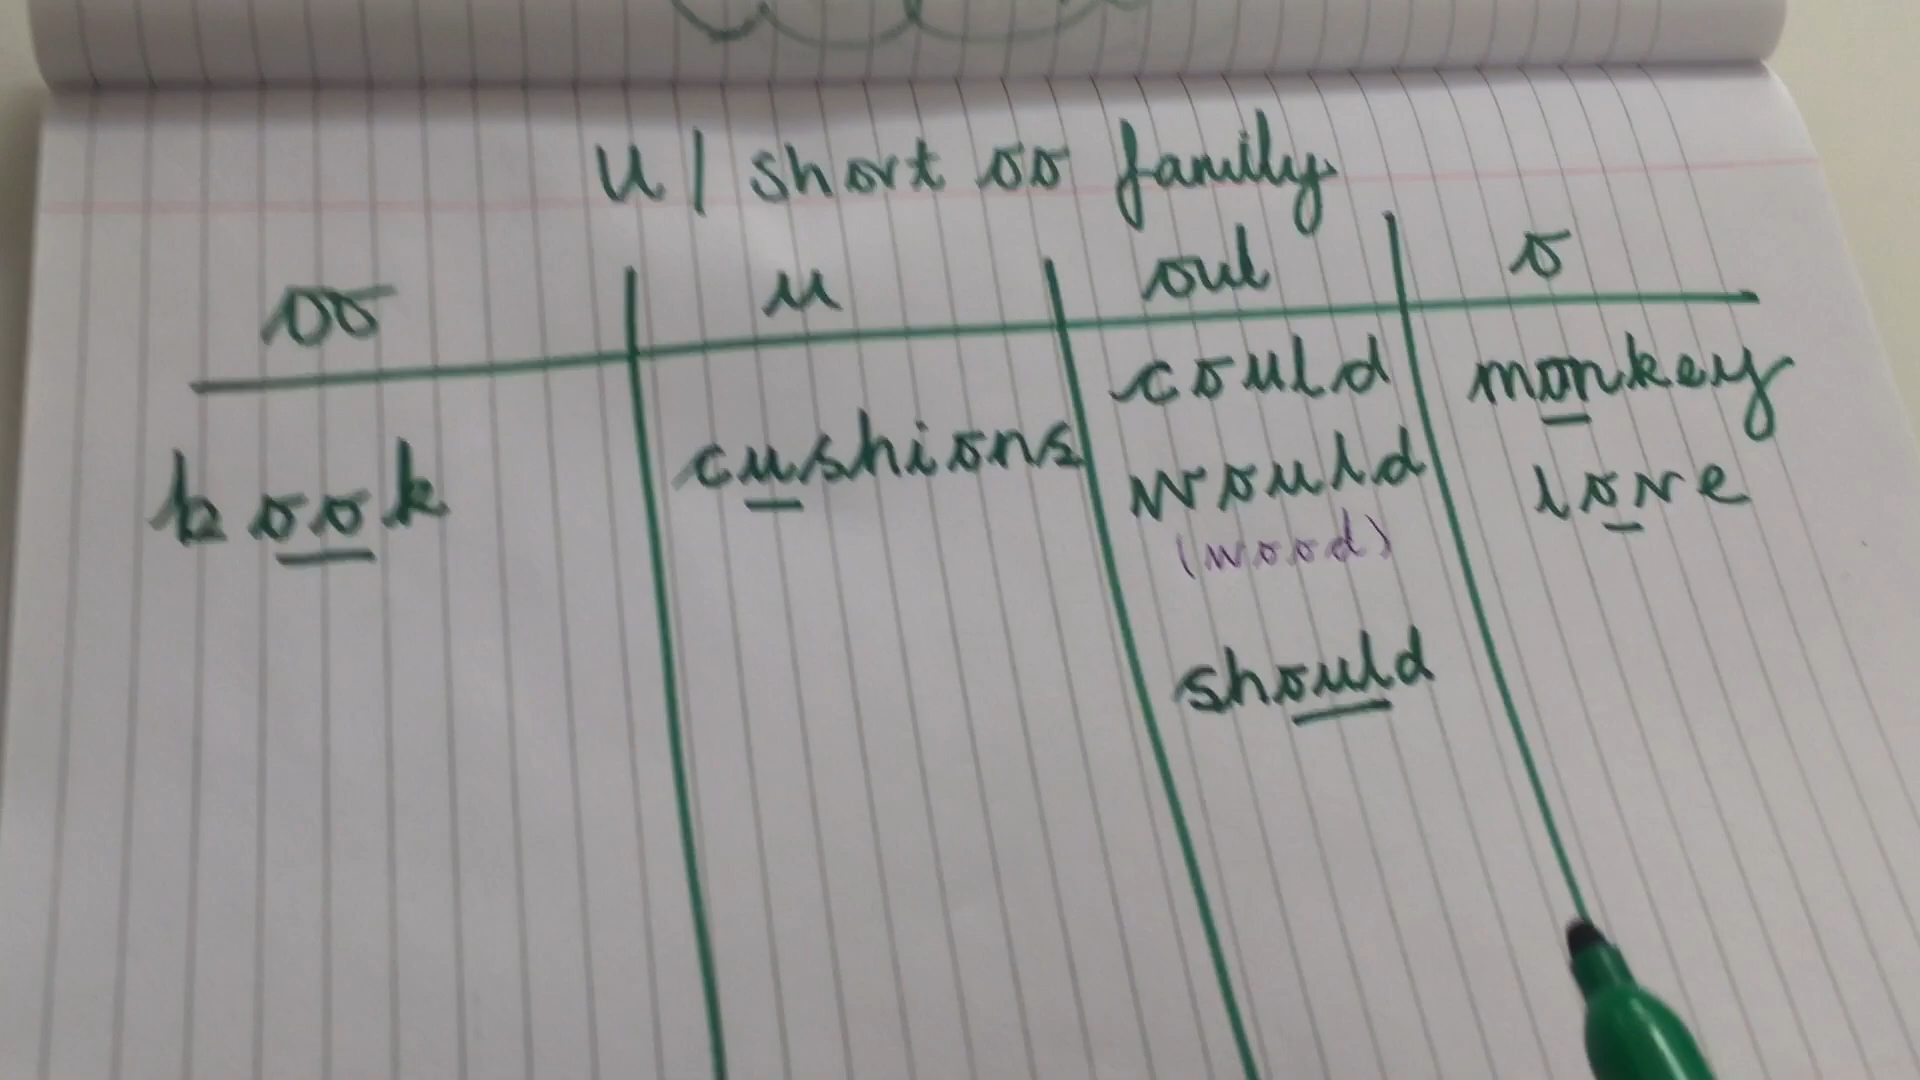 u / short oo family
oo u oul o
book cushions could monkey
would love
(wood)
should